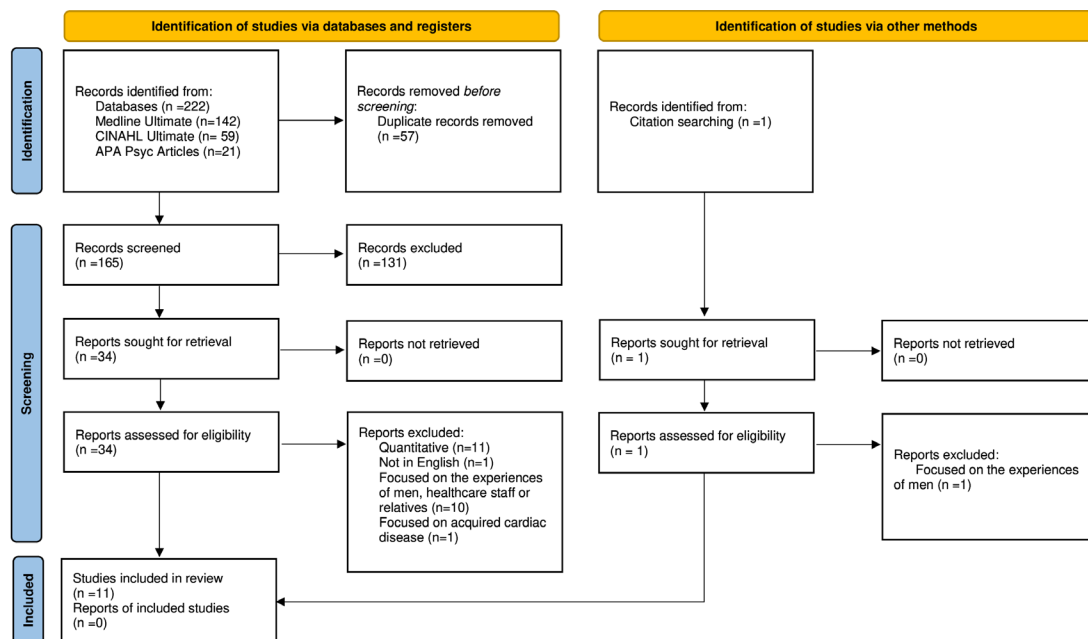 Identification of studies via databases and registers
Identification of studies via other methods
Identification
Records identified from:
Databases (n =222)
Medline Ultimate (n=142)
CINAHL Ultimate (n= 59)
APA Psyc Articles (n=21)
Records removed before
screening:
Duplicate records removed
(n =57)
Records identified from:
Citation searching (n =1)
Screening
Records screened
(n =165)
Records excluded
(n =131)
Reports sought for retrieval
(n =34)
Reports not retrieved
(n =0)
Reports sought for retrieval
(n = 1)
Reports not retrieved
(n =0)
Reports assessed for eligibility
(n =34)
Reports excluded:
Quantitative (n=11)
Not in English (n=1)
Focused on the experiences
of men, healthcare staff or
relatives
(n=10)
Focused on acquired cardiac
disease (n=1)
Reports assessed for eligibility
(n = 1)
Reports excluded:
Focused on the experiences
of men (n =1)
Included
Studies included in review
(n =11)
Reports of included studies
(n =0)